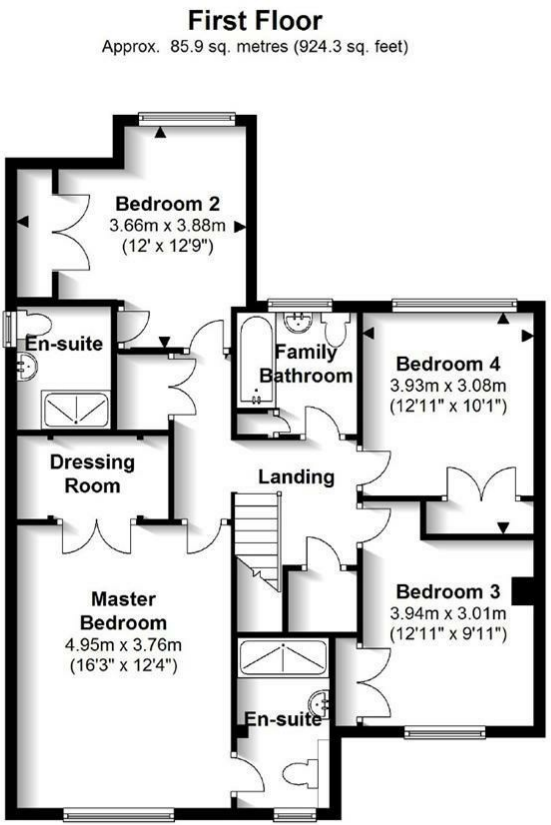 First Floor
Approx.  85.9 sq. metres (924.3 sq. feet)
Bedroom 2
3.66m x 3.88m
(12' x 12'9")
En-suite
Family
Bathroom
Bedroom 4
3.93m x 3.08m
(12'11" x 10'1")
Dressing
Room
Landing
Master
Bedroom
4.95m x 3.76m
(16'3" x 12'4")
Bedroom 3
3.94m x 3.01m
(12'11" x 9'11")
En-suite